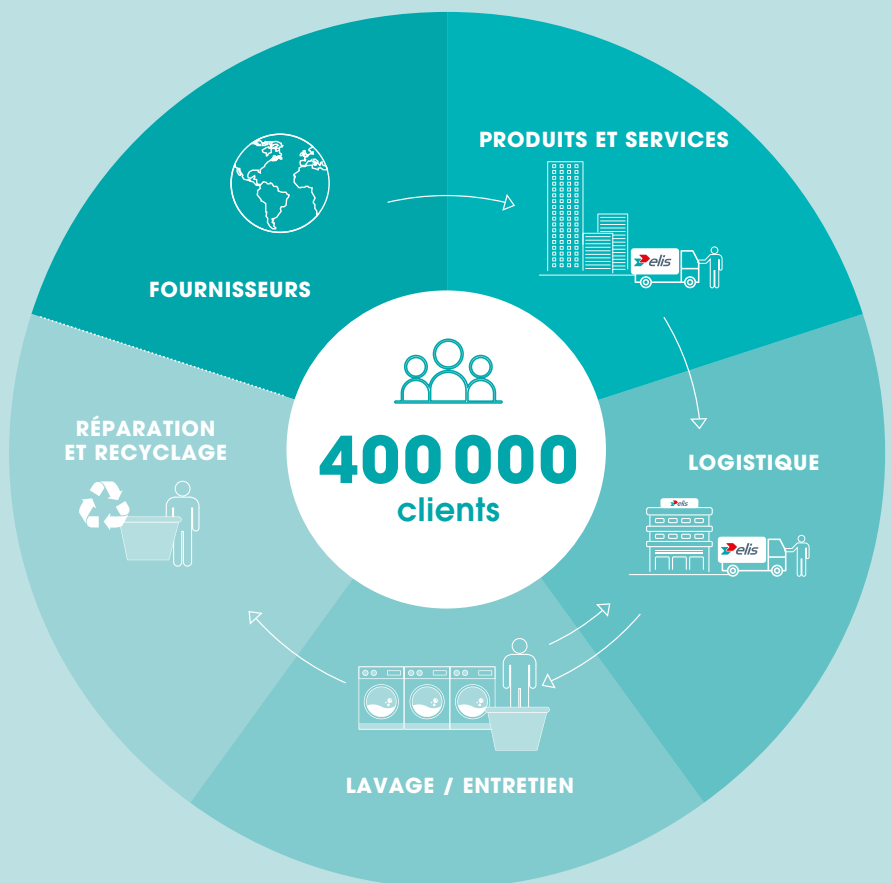 PRODUITS ET SERVICES
elis
FOURNISSEURS
RÉPARATION
ET RECYCLAGE
400 000
clients
LOGISTIQUE
elis
elis
LAVAGE / ENTRETIEN